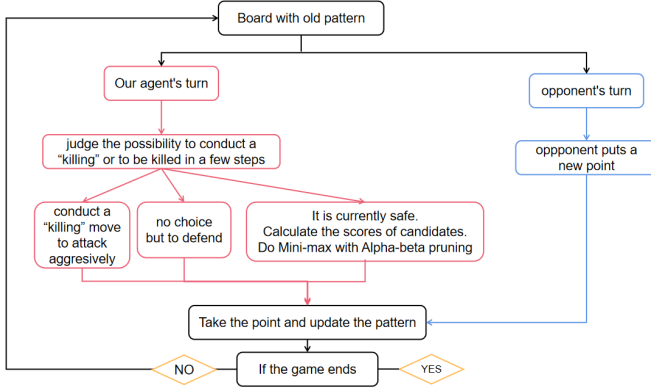 Board with old pattern
Our agent's turn
opponent's turn
judge the possibility to conduct a
“killing” or to be killed in a few steps
oppponent puts a
new point
conduct a
“killing” move
to attack
aggresively
no choice
but to defend
It is currently safe.
Calculate the scores of candidates.
Do Mini-max with Alpha-beta pruning
Take the point and update the pattern
NO
If the game ends
YES